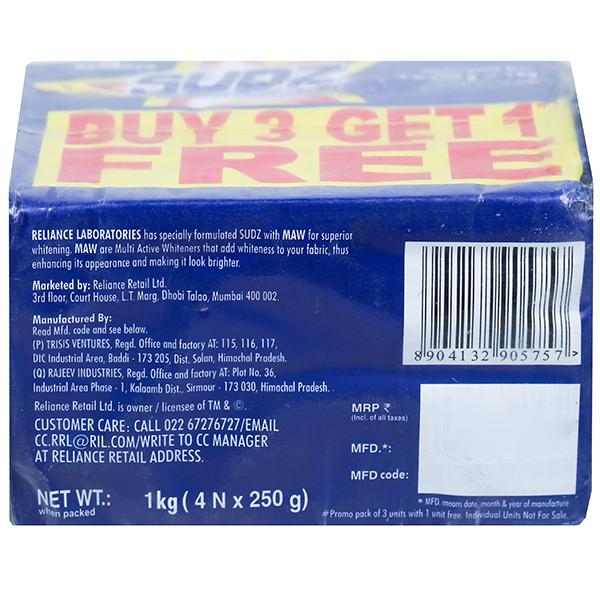 SUDZ
BUY 3 GET 1
FREE
RELIANCE LABORATORIES has specially formulated SUDZ with MAW for superior
whitening. MAW are Multi Active Whiteners that add whiteness to your fabric, thus
enhancing its appearance and making it look brighter.
Marketed by: Reliance Retail Ltd.
3rd floor, Court House, L.T. Marg, Dhobi Talao, Mumbai 400 002.
Manufactured By:
Read Mfd. code and see below.
(P) TRISIS VENTURES, Regd. Office and factory AT: 115, 116, 117,
DIC Industrial Area, Baddi - 173 205, Dist. Solan, Himachal Pradesh.
(Q) RAJEEV INDUSTRIES, Regd. Office and factory AT: Plot No. 36,
Industrial Area Phase - 1, Kalaamb Dist., Sirmour - 173 030, Himachal Pradesh.
Reliance Retail Ltd. is owner / licensee of TM & ©.
CUSTOMER CARE: CALL 022 67276727/EMAIL
CC.RRL@RIL.COM/WRITE TO CC MANAGER
AT RELIANCE RETAIL ADDRESS.
NET WT.: 1kg ( 4 N x 250 g)
when packed
8 904132 905757 >
MRP ₹
(Incl. of all taxes)
MFD.*:
MFD code:
* MFD. means date, month & year of manufacture
# Promo pack of 3 units with 1 unit free. Individual Units Not For Sale.